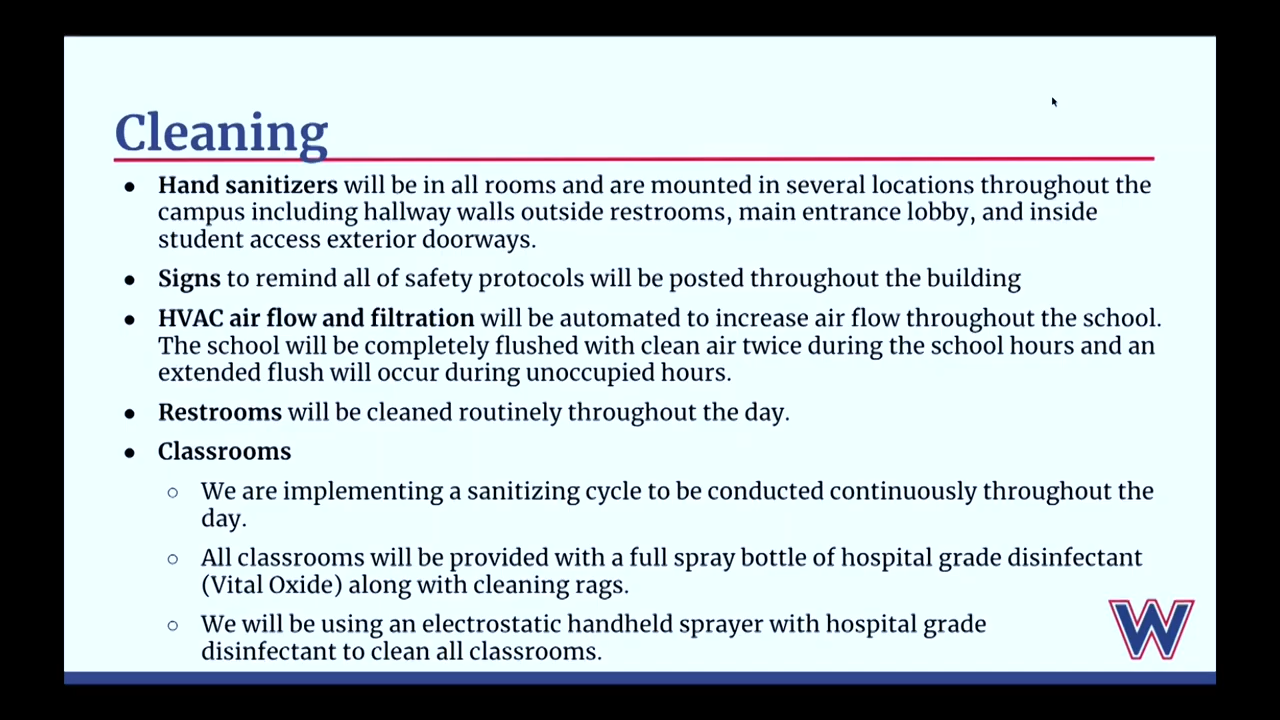 Cleaning
● Hand sanitizers will be in all rooms and are mounted in several locations throughout the
campus including hallway walls outside restrooms, main entrance lobby, and inside
student access exterior doorways.
● Signs to remind all of safety protocols will be posted throughout the building
● HVAC air flow and filtration will be automated to increase air flow throughout the school.
The school will be completely flushed with clean air twice during the school hours and an
extended flush will occur during unoccupied hours.
● Restrooms will be cleaned routinely throughout the day.
● Classrooms
○ We are implementing a sanitizing cycle to be conducted continuously throughout the
day.
○ All classrooms will be provided with a full spray bottle of hospital grade disinfectant
(Vital Oxide) along with cleaning rags.
○ We will be using an electrostatic handheld sprayer with hospital grade
disinfectant to clean all classrooms.
W